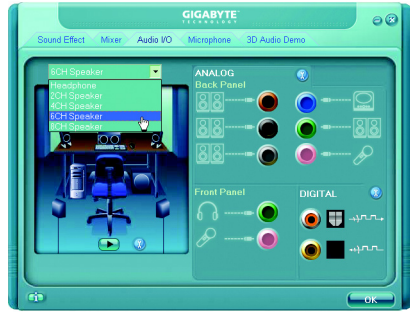 GIGABYTE
TECHNOLOGY
Sound Effect Mixer Audio I/O Microphone 3D Audio Demo
6CH Speaker
Headphone
2CH Speaker
4CH Speaker
6CH Speaker
8CH Speaker
ANALOG
Back Panel
Front Panel
DIGITAL
OK